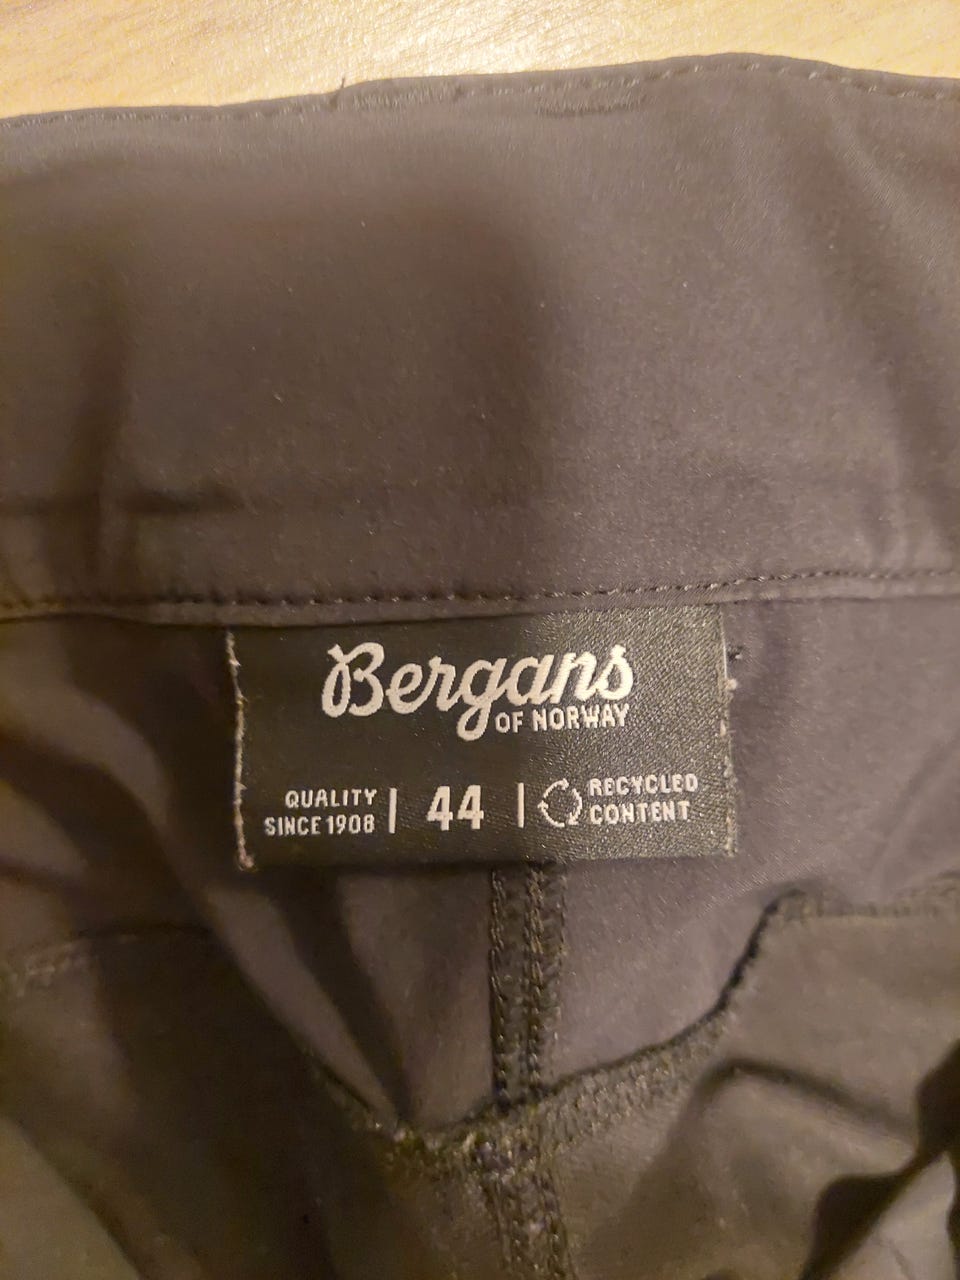 Bergans
OF NORWAY
QUALITY
SINCE 1908
44
RECYCLED
CONTENT